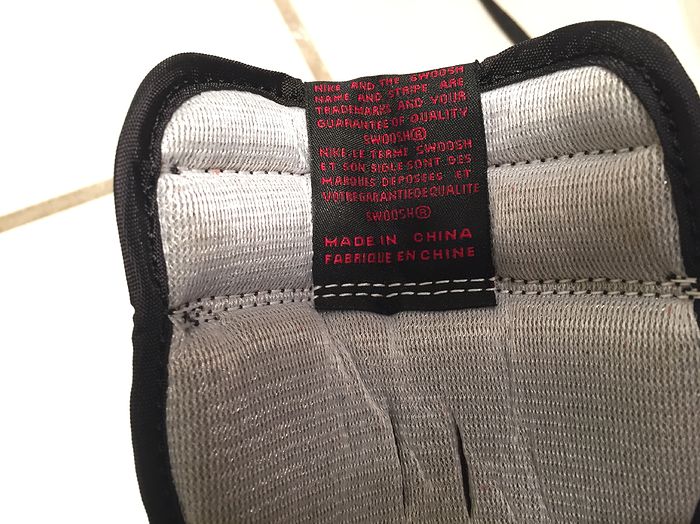 NIKE AND THE SWOOSH
NAME AND STRIPE ARE
TRADEMARKS AND YOUR
GUARANTEE OF QUALITY
SWOOSH®
NIKE·LE TERME SWOOSH
ET SON SIGLE SONT DES
MARQUES DEPOSEES ET
VOTRE GARANTIE DE QUALITE
SWOOSH®
MADE IN CHINA
FABRIQUE EN CHINE